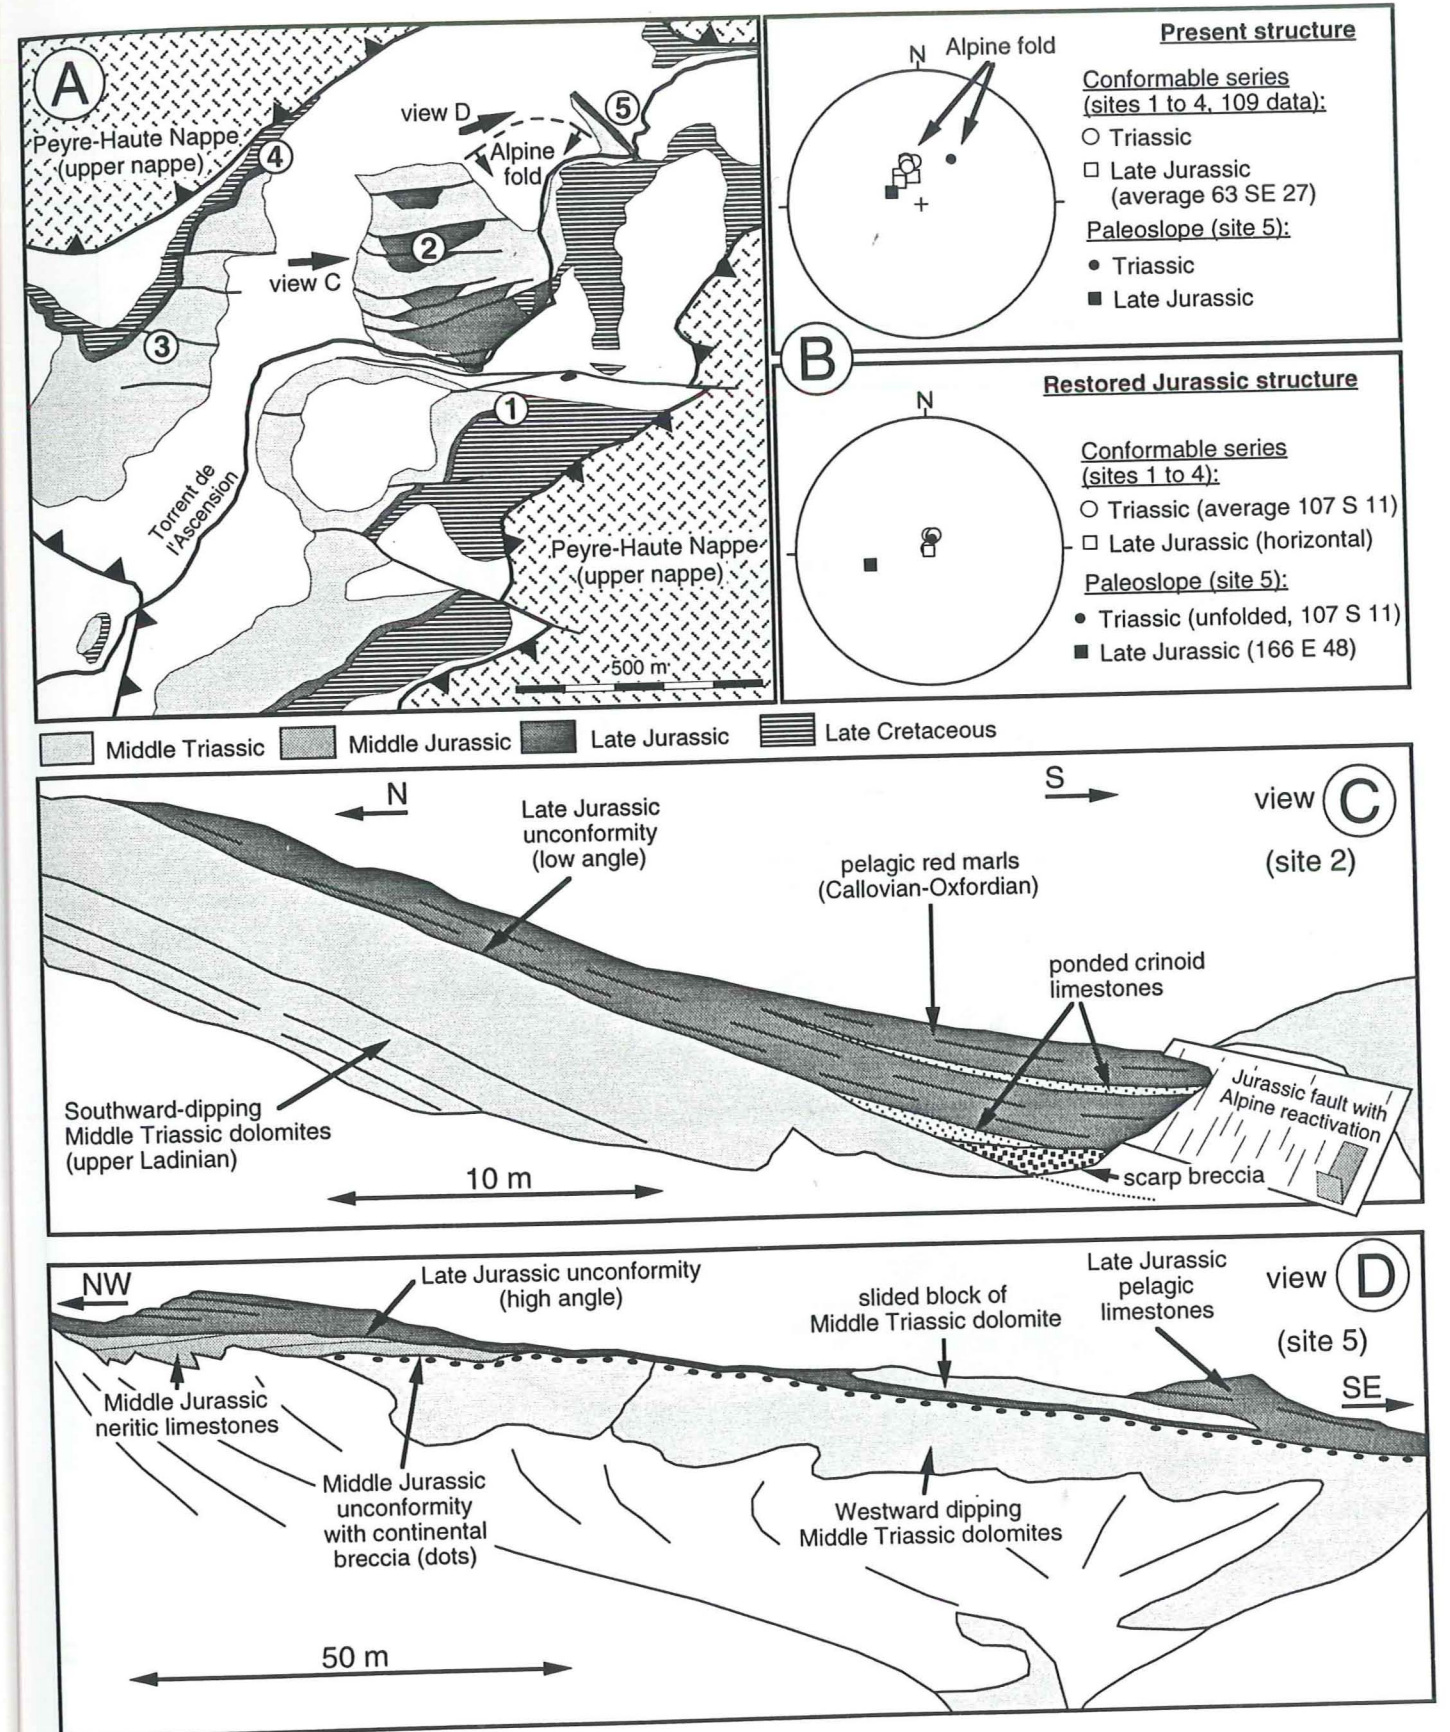 A
Peyre-Haute Nappe
(upper nappe)
4
view D
Alpine
fold
5
2
view C
3
1
Torrent de
l'Ascension
Peyre-Haute Nappe
(upper nappe)
500 m
N
Alpine fold
Present structure
Conformable series
(sites 1 to 4, 109 data):
Triassic
Late Jurassic
(average 63 SE 27)
Paleoslope (site 5):
Triassic
Late Jurassic
B
Restored Jurassic structure
N
Conformable series
(sites 1 to 4):
Triassic (average 107 S 11)
Late Jurassic (horizontal)
Paleoslope (site 5):
Triassic (unfolded, 107 S 11)
Late Jurassic (166 E 48)
Middle Triassic
Middle Jurassic
Late Jurassic
Late Cretaceous
N
S
view C
(site 2)
Late Jurassic
unconformity
(low angle)
pelagic red marls
(Callovian-Oxfordian)
ponded crinoid
limestones
Jurassic fault with
Alpine reactivation
Southward-dipping
Middle Triassic dolomites
(upper Ladinian)
10 m
scarp breccia
NW
Late Jurassic unconformity
(high angle)
slided block of
Middle Triassic dolomite
Late Jurassic
pelagic
limestones
view D
(site 5)
SE
Middle Jurassic
neritic limestones
Middle Jurassic
unconformity
with continental
breccia (dots)
Westward dipping
Middle Triassic dolomites
50 m